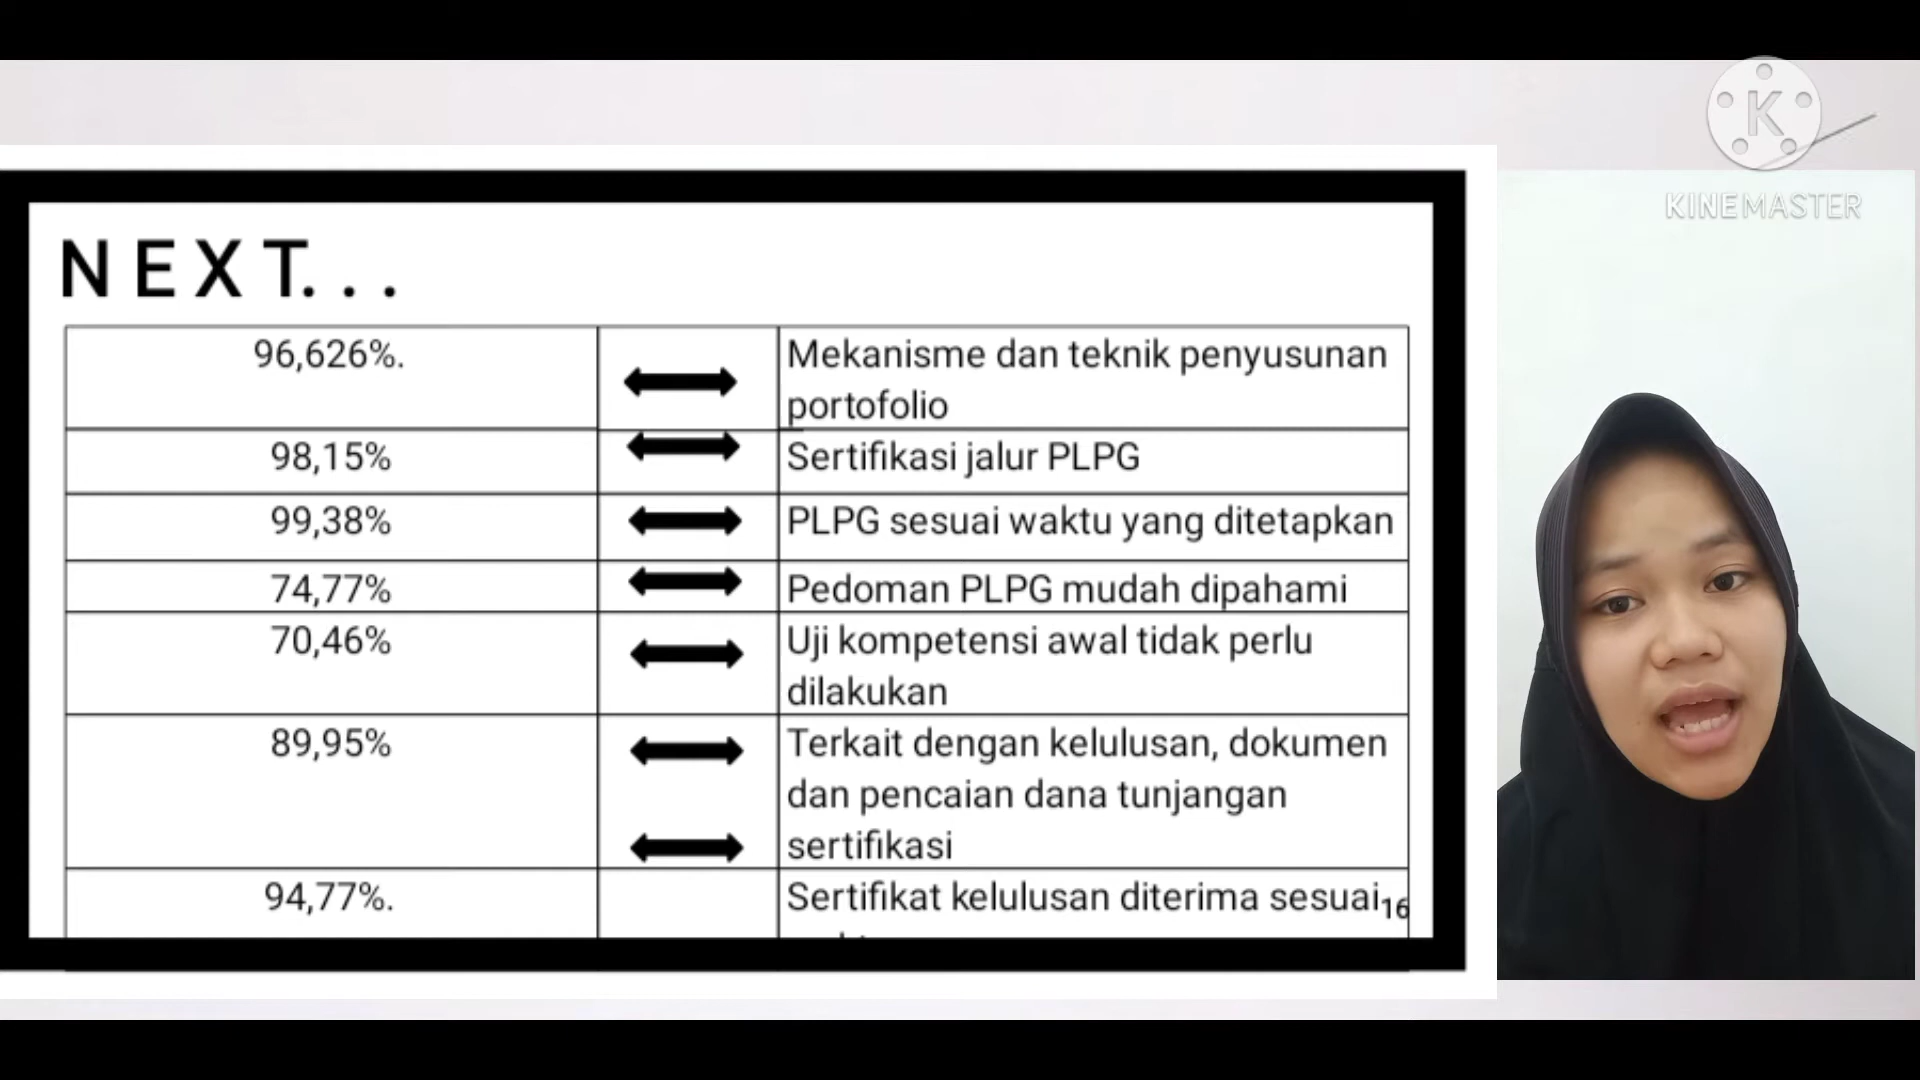 K
KINEMASTER
N E X T. . .
96,626%.
Mekanisme dan teknik penyusunan
portofolio
98,15%
Sertifikasi jalur PLPG
99,38%
PLPG sesuai waktu yang ditetapkan
74,77%
Pedoman PLPG mudah dipahami
70,46%
Uji kompetensi awal tidak perlu
dilakukan
89,95%
Terkait dengan kelulusan, dokumen
dan pencaian dana tunjangan
sertifikasi
94,77%.
Sertifikat kelulusan diterima sesuai
16